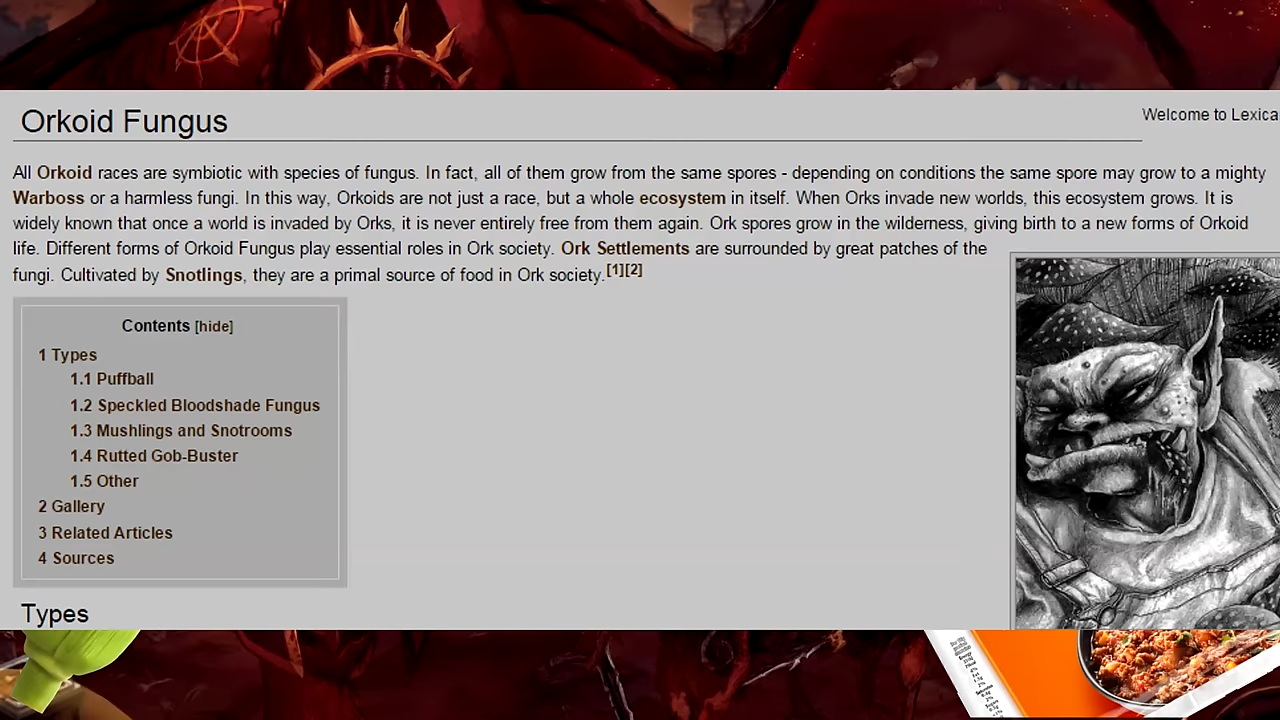 Orkoid Fungus
Welcome to Lexica
All Orkoid races are symbiotic with species of fungus. In fact, all of them grow from the same spores - depending on conditions the same spore may grow to a mighty
Warboss or a harmless fungi. In this way, Orkoids are not just a race, but a whole ecosystem in itself. When Orks invade new worlds, this ecosystem grows. It is
widely known that once a world is invaded by Orks, it is never entirely free from them again. Ork spores grow in the wilderness, giving birth to a new forms of Orkoid
life. Different forms of Orkoid Fungus play essential roles in Ork society. Ork Settlements are surrounded by great patches of the
fungi. Cultivated by Snotlings, they are a primal source of food in Ork society.[1][2]
Contents [hide]
1 Types
1.1 Puffball
1.2 Speckled Bloodshade Fungus
1.3 Mushlings and Snotrooms
1.4 Rutted Gob-Buster
1.5 Other
2 Gallery
3 Related Articles
4 Sources
Types